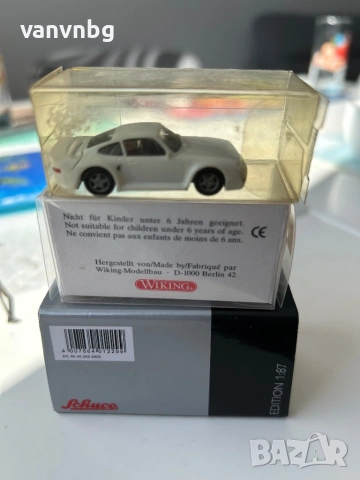 vanvnbg
Nicht für Kinder unter 6 Jahren geeignet.
Not suitable for children under 6 years of age.
Ne convient pas aux enfants de moins de 6 ans.
CE
Hergestellt von/Made by/Fabriqué par
Wiking-Modellbau - D-1000 Berlin 42
WIKING
Schuco
EDITION 1:87
BAZAR
bg